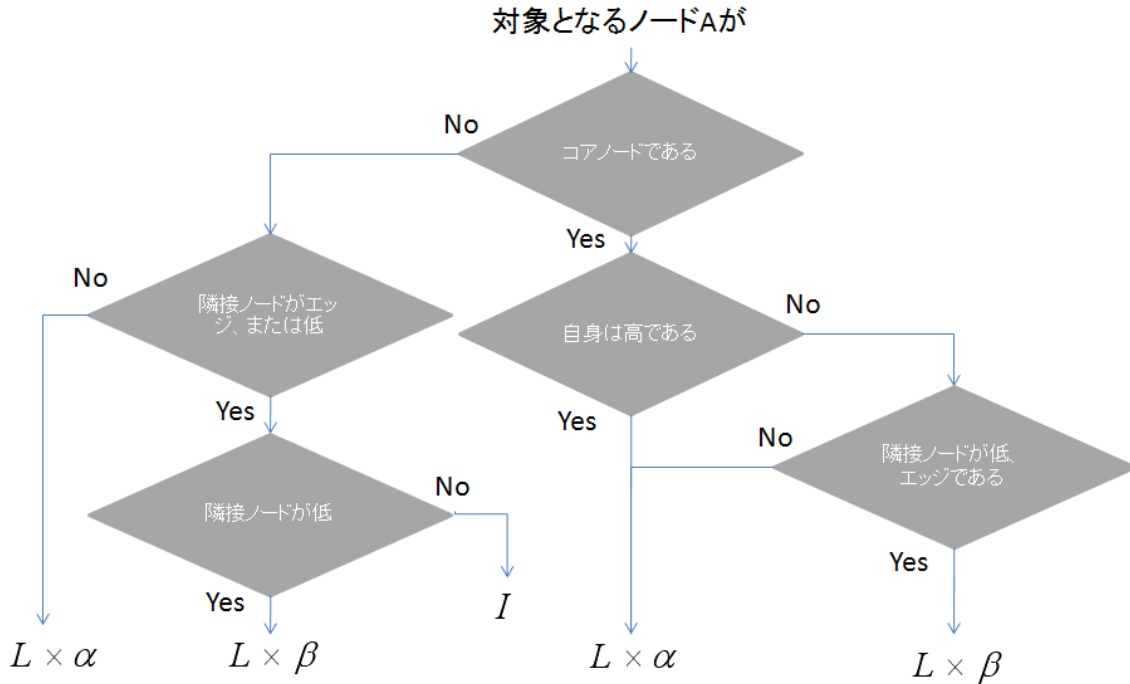 対象となるノードAが
No
コアノードである
Yes
No
隣接ノードがエッ
ジ、または低
自身は高である
No
Yes
Yes
No
隣接ノードが低、
エッジである
隣接ノードが低
No
Yes
Yes
I
L × α
L × β
L × α
L × β